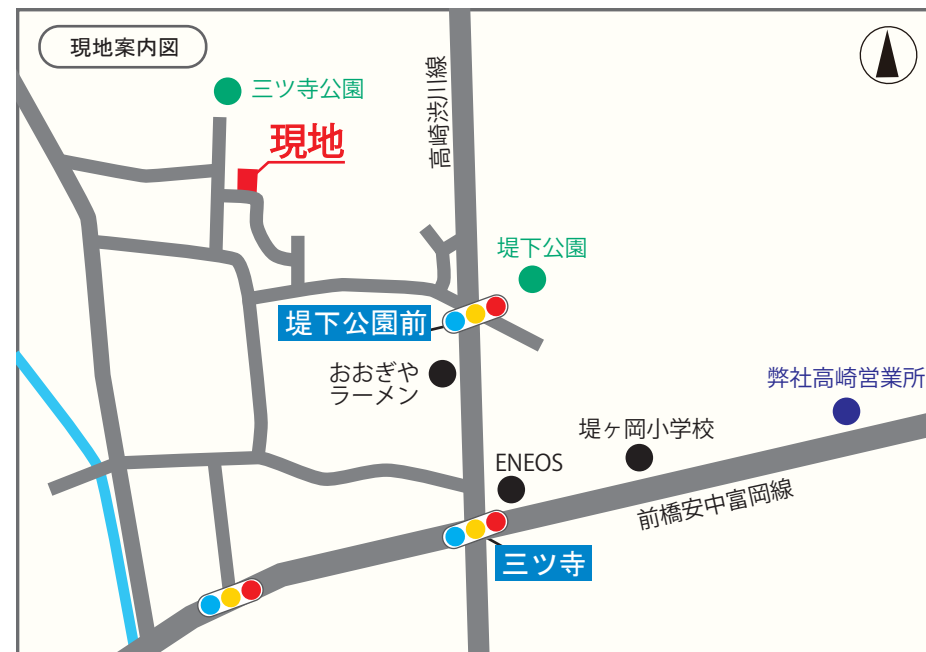 現地案内図
三ツ寺公園
現地
高崎渋川線
堤下公園
堤下公園前
おおぎや
ラーメン
弊社高崎営業所
堤ヶ岡小学校
ENEOS
前橋安中富岡線
三ツ寺